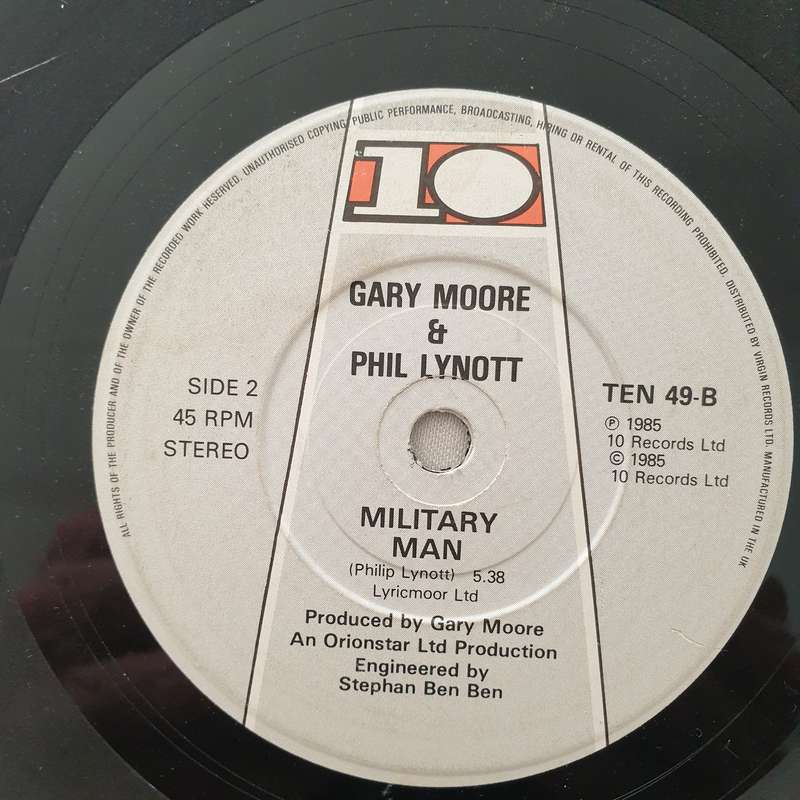 ALL RIGHTS OF THE PRODUCER AND OF THE OWNER OF THE RECORDED WORK RESERVED. UNAUTHORISED COPYING, PUBLIC PERFORMANCE, BROADCASTING, HIRING OR RENTAL OF THIS RECORDING PROHIBITED. DISTRIBUTED BY VIRGIN RECORDS LTD. MANUFACTURED IN THE UK
10
GARY MOORE
&
PHIL LYNOTT
SIDE 2
45 RPM
STEREO
TEN 49-B
℗ 1985
10 Records Ltd
© 1985
10 Records Ltd
MILITARY
MAN
(Philip Lynott) 5.38
Lyricmoor Ltd
Produced by Gary Moore
An Orionstar Ltd Production
Engineered by
Stephan Ben Ben